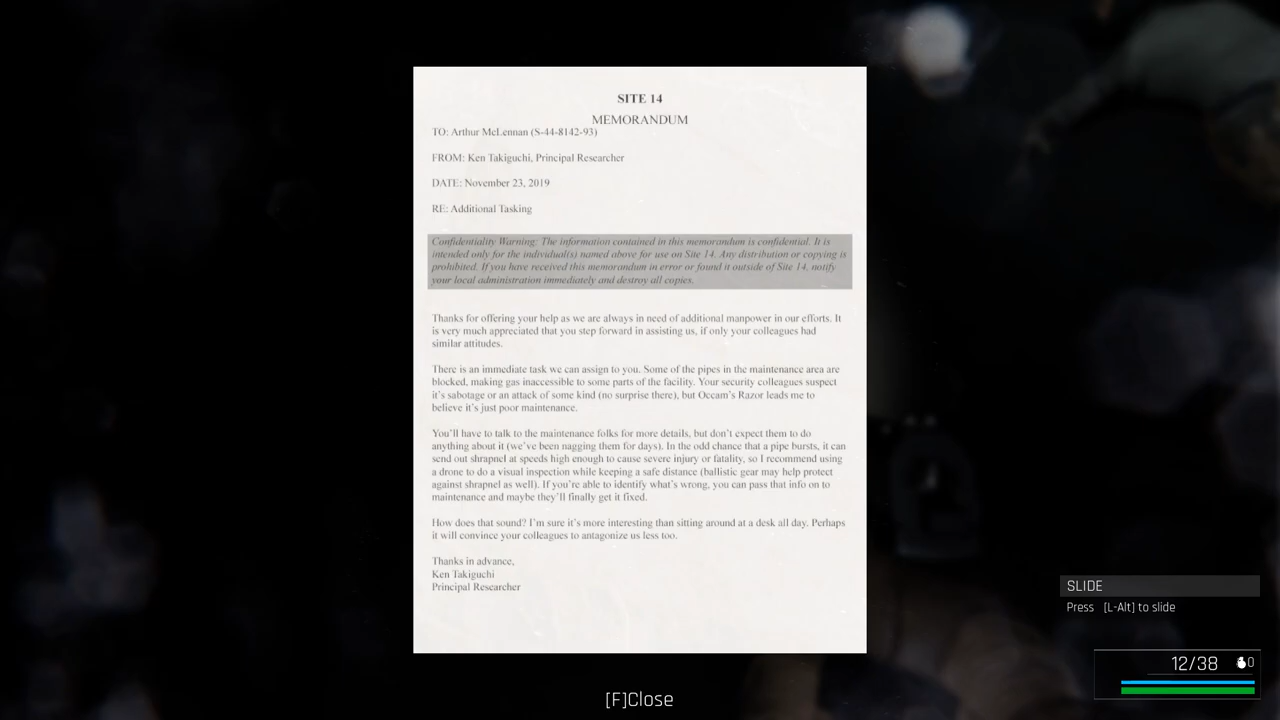 SITE 14
MEMORANDUM
TO: Arthur McLennan (S-44-8142-93)
FROM: Ken Takiguchi, Principal Researcher
DATE: November 23, 2019
RE: Additional Tasking
Confidentiality Warning: The information contained in this memorandum is confidential. It is
intended only for the individual(s) named above for use on Site 14. Any distribution or copying is
prohibited. If you have received this memorandum in error or found it outside of Site 14, notify
your local administration immediately and destroy all copies.
Thanks for offering your help as we are always in need of additional manpower in our efforts. It
is very much appreciated that you step forward in assisting us, if only your colleagues had
similar attitudes.
There is an immediate task we can assign to you. Some of the pipes in the maintenance area are
blocked, making gas inaccessible to some parts of the facility. Your security colleagues suspect
it's sabotage or an attack of some kind (no surprise there), but Occam's Razor leads me to
believe it's just poor maintenance.
You'll have to talk to the maintenance folks for more details, but don't expect them to do
anything about it (we've been nagging them for days). In the odd chance that a pipe bursts, it can
send out shrapnel at speeds high enough to cause severe injury or fatality, so I recommend using
a drone to do a visual inspection while keeping a safe distance (ballistic gear may help protect
against shrapnel as well). If you're able to identify what's wrong, you can pass that info on to
maintenance and maybe they'll finally get it fixed.
How does that sound? I'm sure it's more interesting than sitting around at a desk all day. Perhaps
it will convince your colleagues to antagonize us less too.
Thanks in advance,
Ken Takiguchi
Principal Researcher
SLIDE
Press [L-Alt] to slide
12/38 0
[F]Close